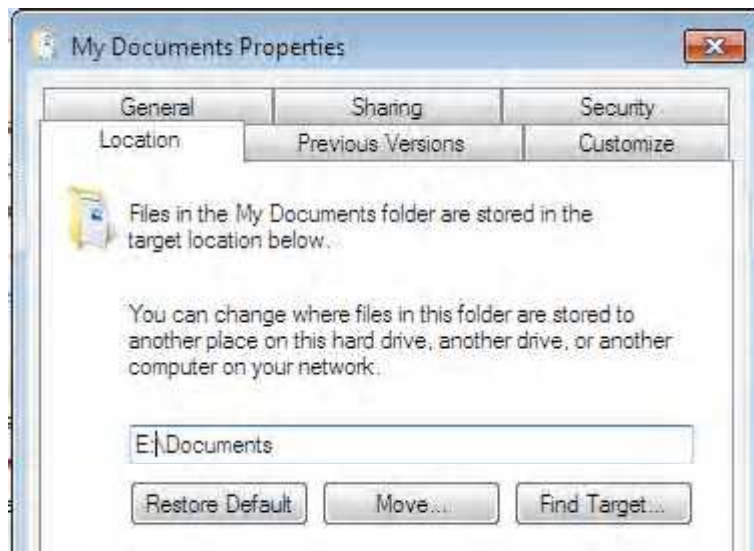 My Documents Properties
General Sharing Security
Location Previous Versions Customize
Files in the My Documents folder are stored in the
target location below.
You can change where files in this folder are stored to
another place on this hard drive, another drive, or another
computer on your network.
E:\Documents
Restore Default Move... Find Target...